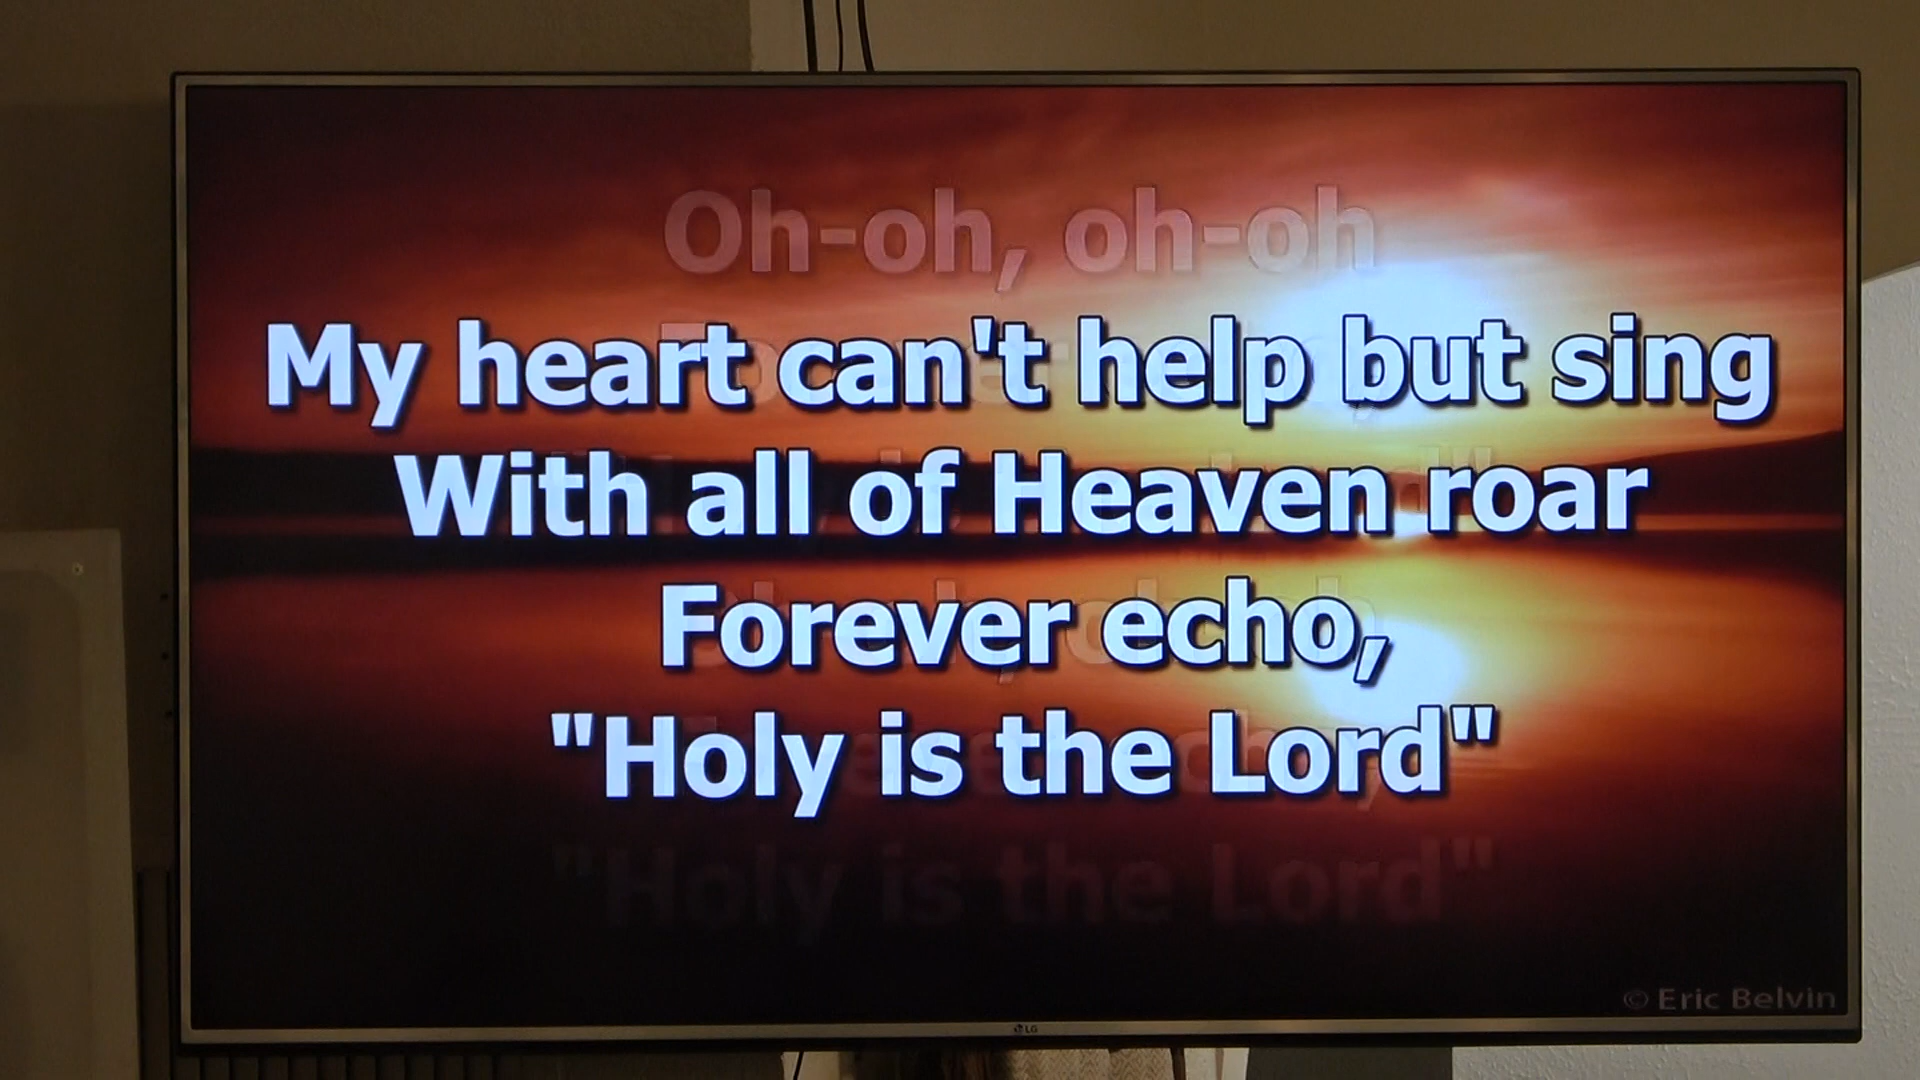 Oh-oh, oh-oh
My heart can't help but sing
With all of Heaven roar
Forever echo,
"Holy is the Lord"
"Holy is the Lord"
© Eric Belvin
LG